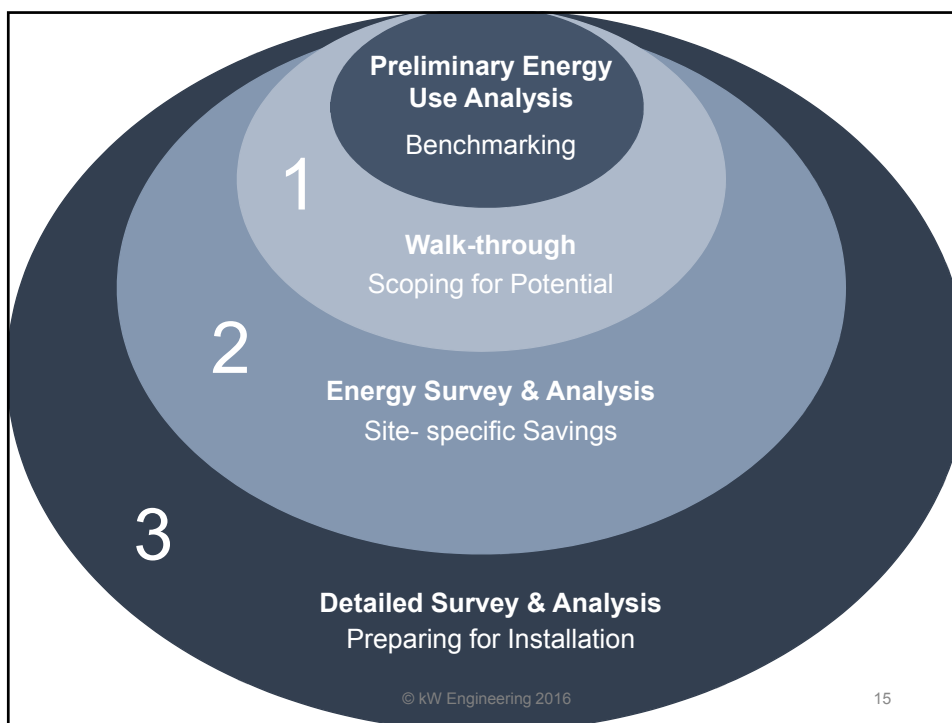 Preliminary Energy
Use Analysis
Benchmarking
1
Walk-through
Scoping for Potential
2
Energy Survey & Analysis
Site- specific Savings
3
Detailed Survey & Analysis
Preparing for Installation
© kW Engineering 2016
15